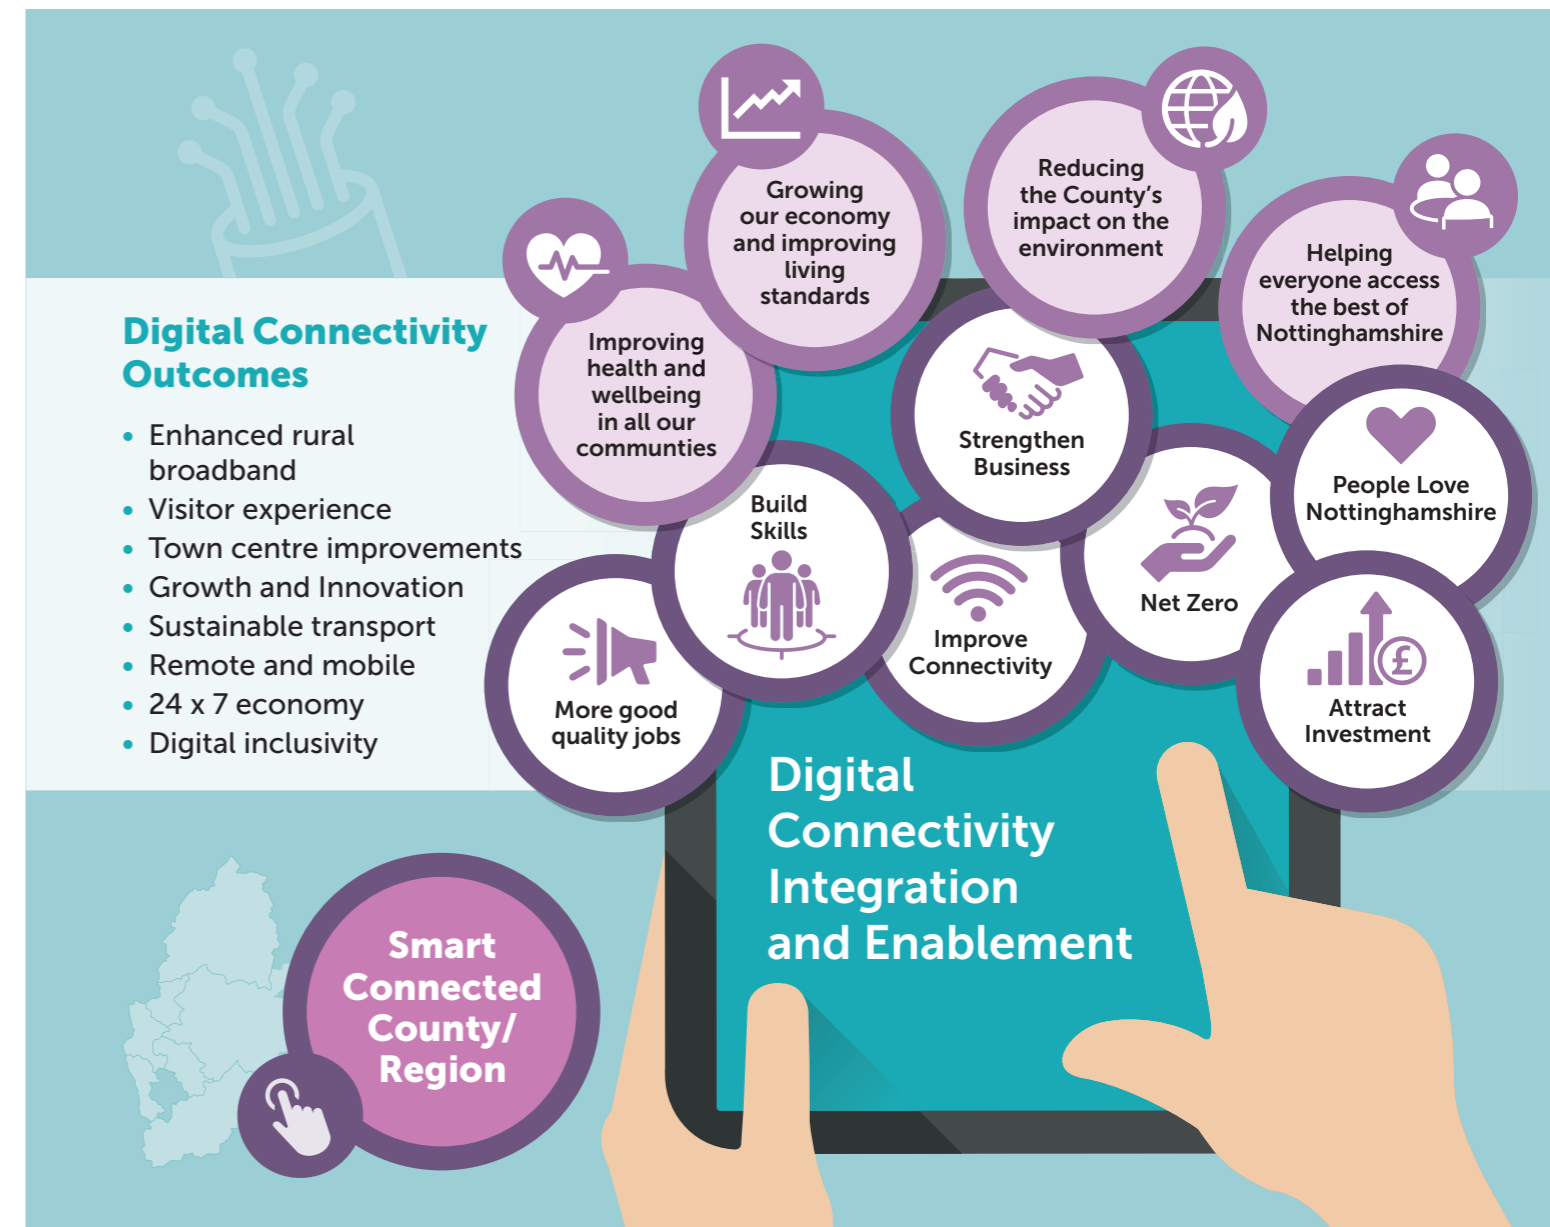 Digital Connectivity
Outcomes
• Enhanced rural
broadband
• Visitor experience
• Town centre improvements
• Growth and Innovation
• Sustainable transport
• Remote and mobile
• 24 x 7 economy
• Digital inclusivity
Improving
health and
wellbeing
in all our
communties
Growing
our economy
and improving
living
standards
Reducing
the County's
impact on the
environment
Helping
everyone access
the best of
Nottinghamshire
More good
quality jobs
Build
Skills
Strengthen
Business
Improve
Connectivity
Net Zero
People Love
Nottinghamshire
£
Attract
Investment
Digital
Connectivity
Integration
and Enablement
Smart
Connected
County/
Region